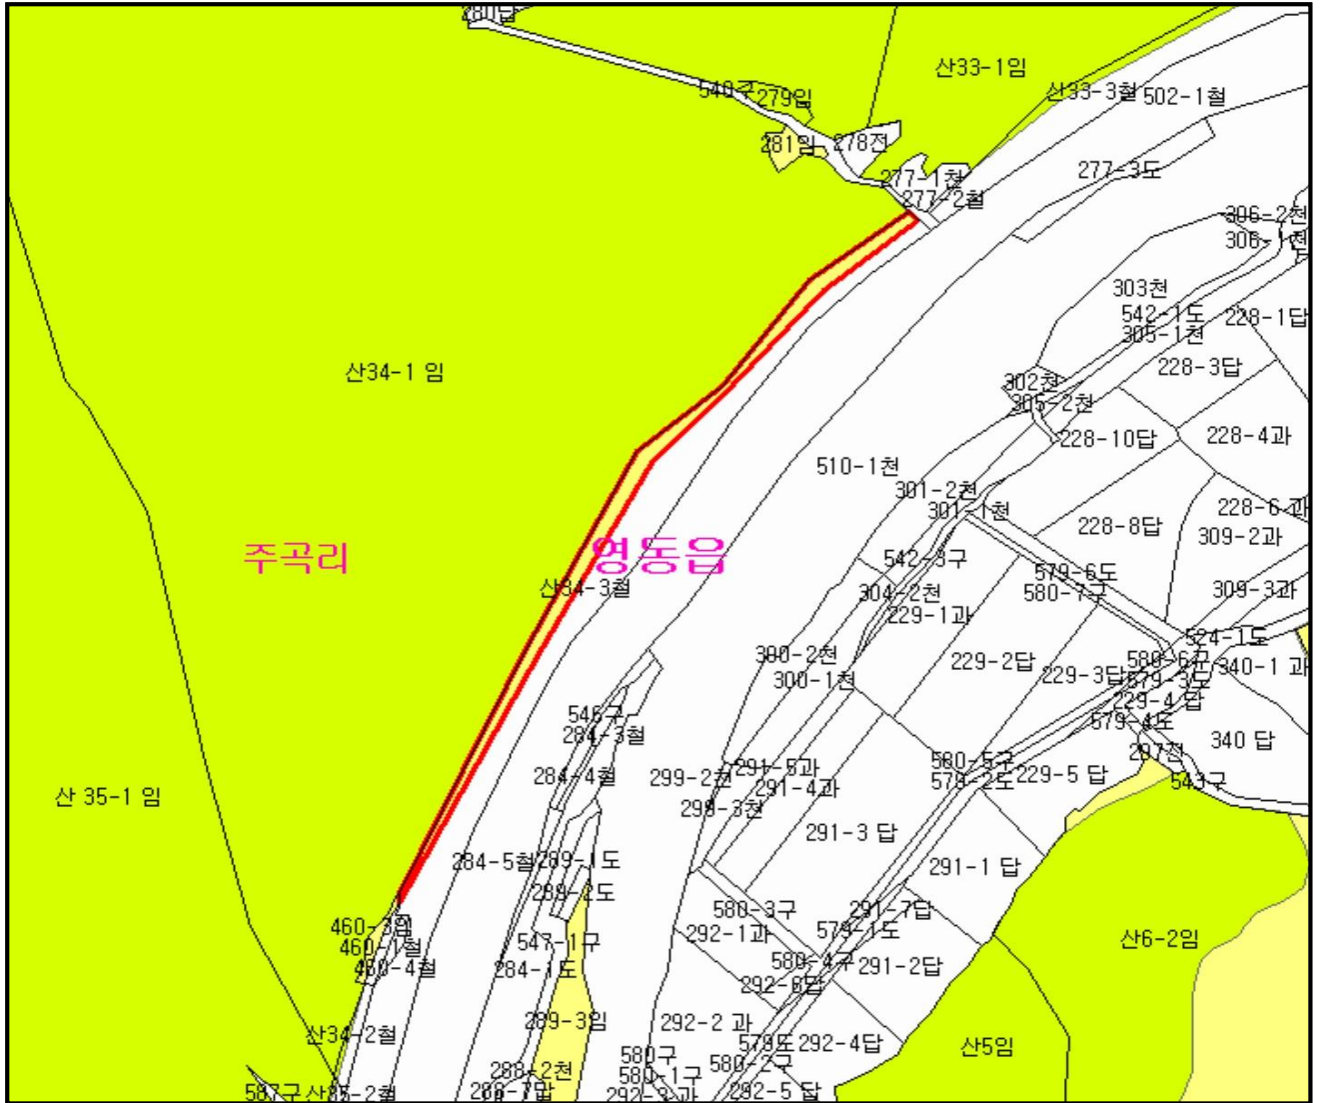 280답
산33-1임
540구
279임
산33-3철
502-1철
281임
278전
277-3도
277-1천
277-2철
306-2천
306-1천
답
303천
542-1도
228-1답
305-1천
228-3답
산34-1 임
302천
305-2천
228-10답
228-4과
510-1천
301-2천
301-1천
228-6 과
228-8답
309-2과
주곡리
영동읍
542-3구
579-6도
산34-3철
304-2천
580-7구
309-3과
229-1과
524-1도
300-2천
229-2답
580-6구
340-1 과
300-1천
229-3답
579-3도
229-4 답
546구
579-4도
284-3철
340 답
297전
580-5구
291-5과
284-4철
299-2천
578-2도
229-5 답
543구
291-4과
산 35-1 임
299-3천
291-3 답
284-5철
289-1도
291-1 답
289-2도
580-3구
291-7답
460-3임
292-1과
579-1도
산6-2임
460-1철
547-1구
580-4구
460-4철
284-1도
291-2답
292-6답
289-3임
292-2 과
산34-2철
579도
292-4답
산5임
580구
580-2구
288-2천
580-1구
587구
산35-2철
288-7답
292-3 과
292-5 답